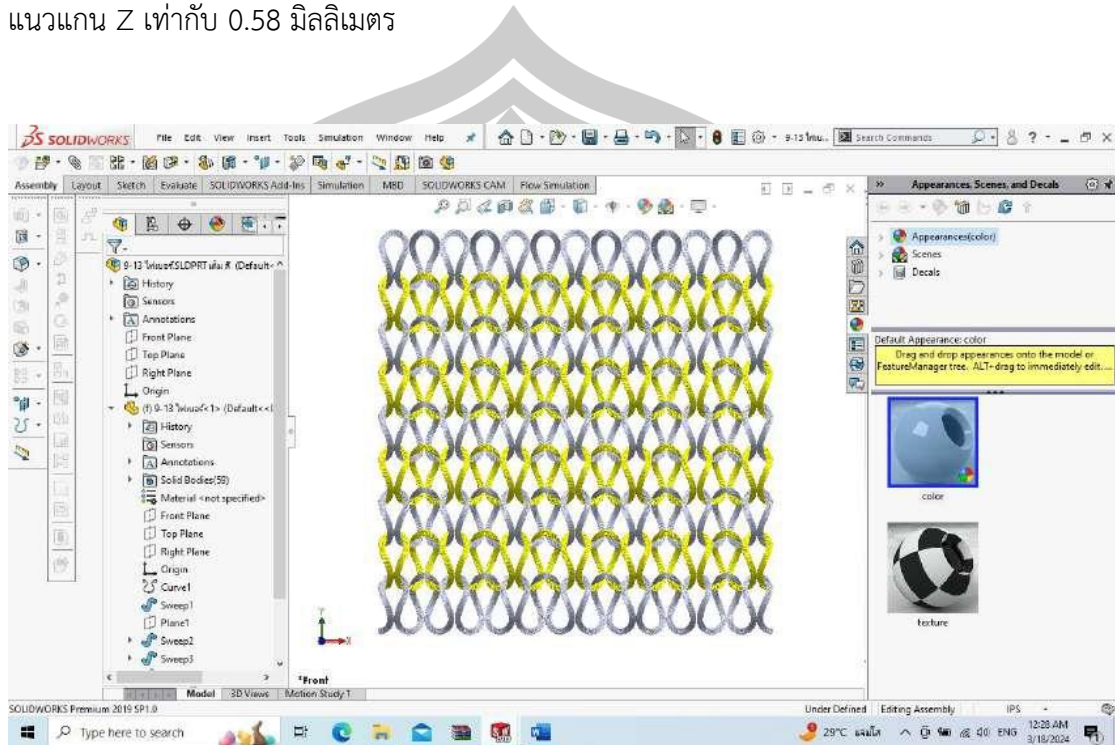 แนวแกน Z เท่ากับ 0.58 มิลลิเมตร
SOLIDWORKS File Edit View Insert Tools Simulation Window Help
Search Commands
Assembly Layout Sketch Evaluate SOLIDWORKS Add-Ins Simulation MBD SOLIDWORKS CAM Flow Simulation
Appearances, Scenes, and Decals
Appearances(color)
Scenes
Decals
Default Appearance: color
Drag and drop appearances onto the model or
FeatureManager tree. ALT+drag to immediately edit....
color
texture
History
Sensors
Annotations
Front Plane
Top Plane
Right Plane
Origin
History
Sensors
Annotations
Solid Bodies(59)
Material <not specified>
Front Plane
Top Plane
Right Plane
Origin
Curve1
Sweep1
Plane1
Sweep2
Sweep3
Y
X
*Front
Model 3D Views Motion Study 1
SOLIDWORKS Premium 2019 SP1.0
Under Defined Editing Assembly IPS
Type here to search
29°C ENG
12:28 AM
3/18/2024